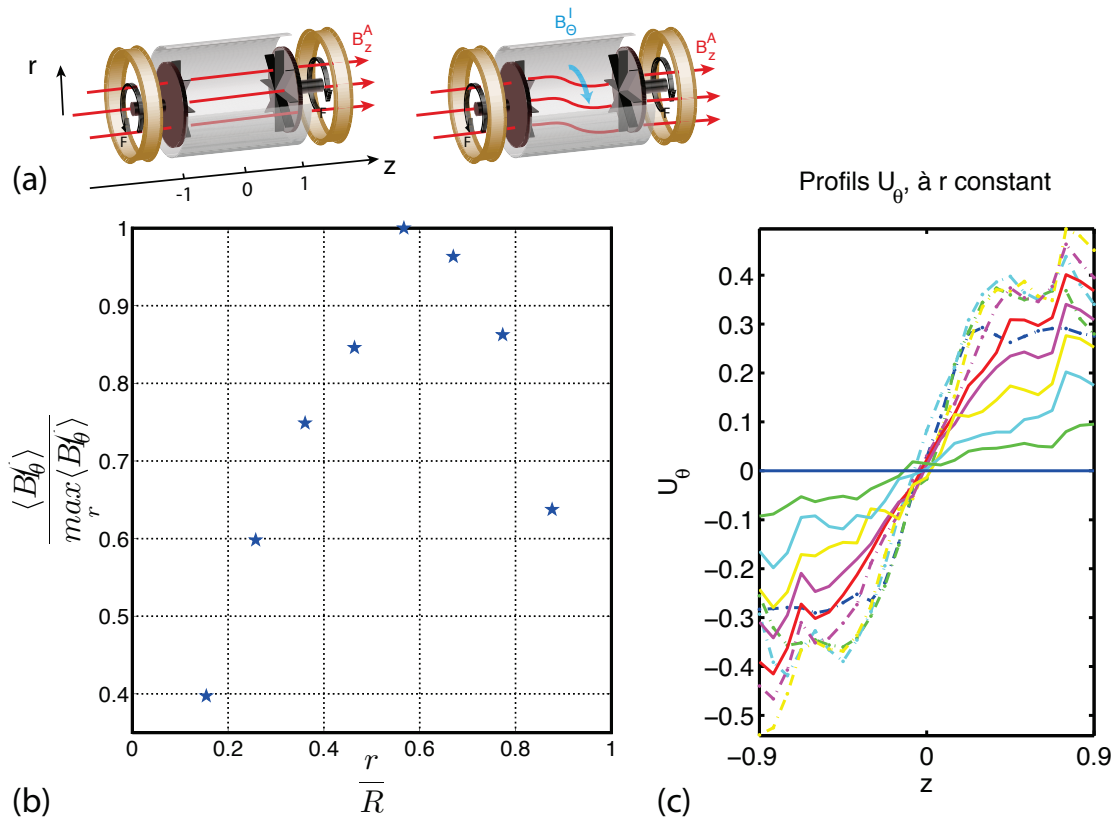 r
F
F
B_z^A
B_Θ^I
F
F
B_z^A
(a)
-1
0
1
z
1
0.9
0.8
0.7
0.6
0.5
0.4
0
0.2
0.4
0.6
0.8
1
r
R
max
r
(b)
Profils U_θ, à r constant
0.4
0.3
0.2
0.1
0
−0.1
−0.2
−0.3
−0.4
−0.5
U_θ
−0.9
0
0.9
z
(c)